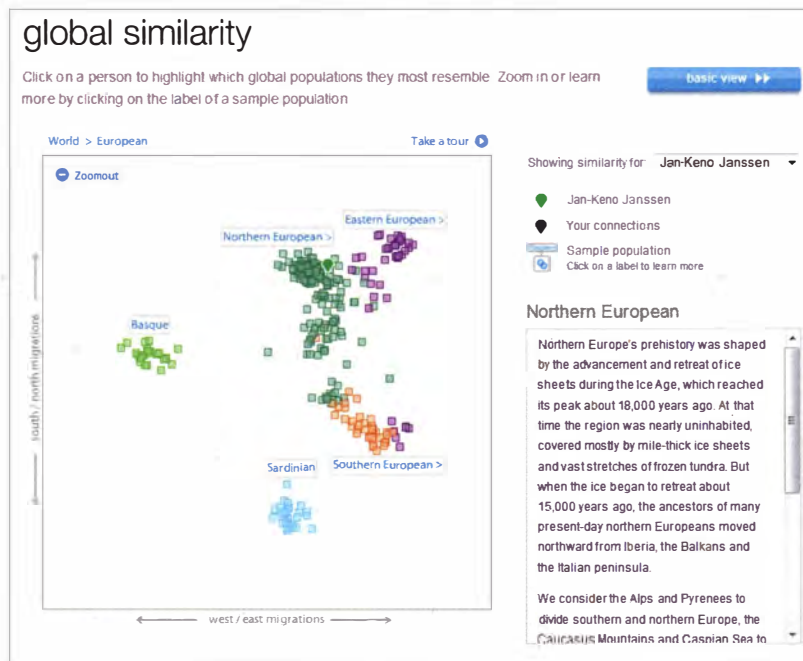 global similarity
Click on a person to highlight which global populations they most resemble Zoom in or learn
more by clicking on the label of a sample population
basic view
World > European
Take a tour
Zoomout
Eastern European >
Northern European >
Basque
Sardinian
Southern European >
south / north migrations
west / east migrations
Showing similarity for Jan-Keno Janssen
Jan-Keno Janssen
Your connections
Sample population
Click on a label to learn more
Northern European
Northern Europe's prehistory was shaped
by the advancement and retreat of ice
sheets during the Ice Age, which reached
its peak about 18,000 years ago. At that
time the region was nearly uninhabited,
covered mostly by mile-thick ice sheets
and vast stretches of frozen tundra. But
when the ice began to retreat about
15,000 years ago, the ancestors of many
present-day northern Europeans moved
northward from Iberia, the Balkans and
the Italian peninsula.
We consider the Alps and Pyrenees to
divide southern and northern Europe, the
Caucasus Mountains and Caspian Sea to